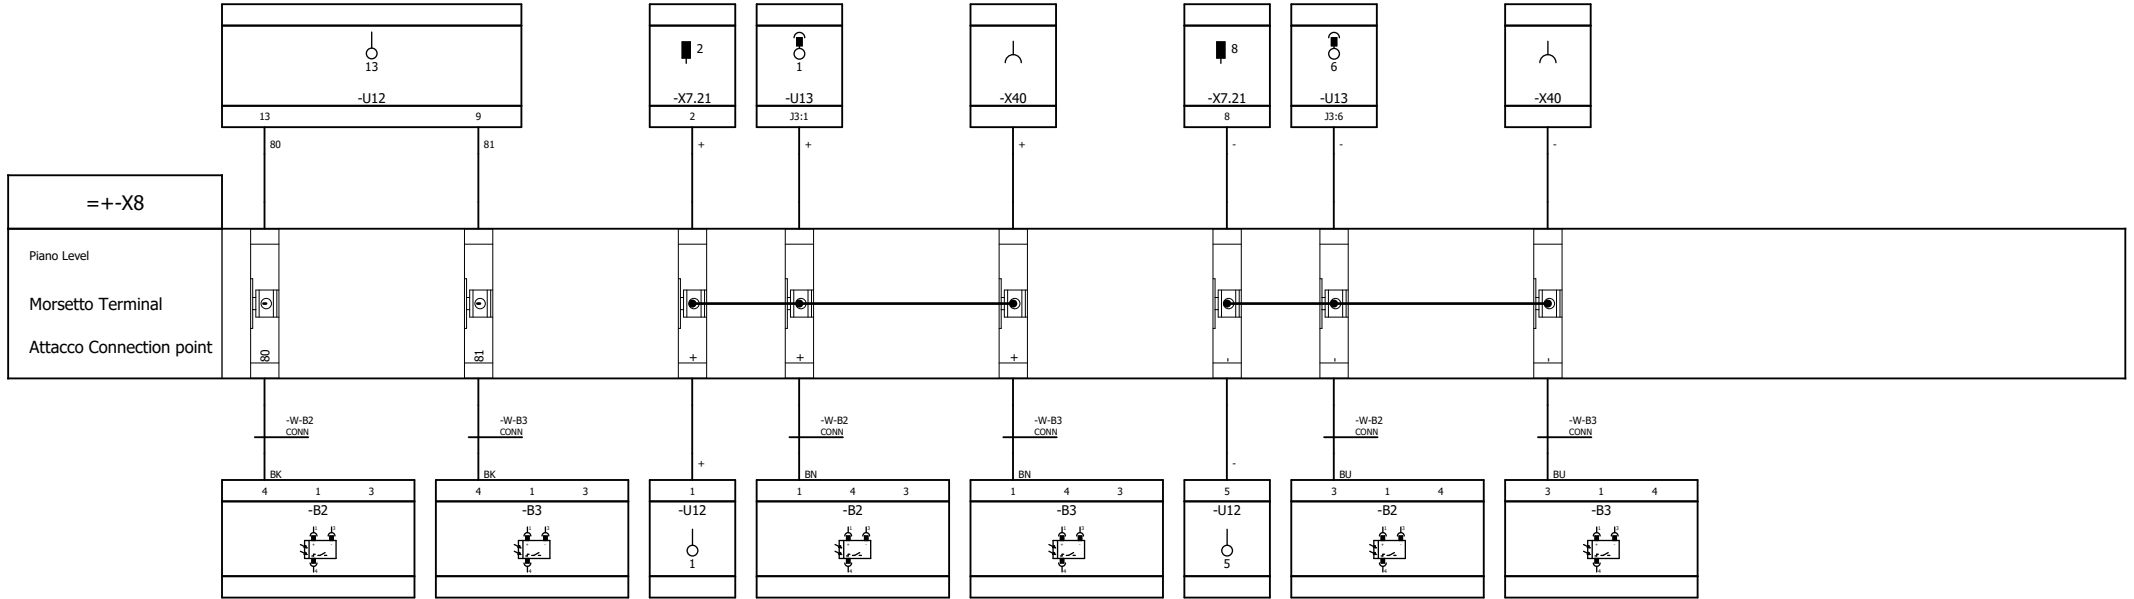 13
2
1
8
6
-U12
-X7.21
-U13
-X40
-X7.21
-U13
-X40
13
9
2
J3:1
8
J3:6
80
81
+
+
+
-
-
-
=+-X8
Piano Level
Morsetto Terminal
Attacco Connection point
80
81
+
+
+
-
-
-
-W-B2
CONN
-W-B3
CONN
-W-B2
CONN
-W-B3
CONN
-W-B2
CONN
-W-B3
CONN
BK
BK
+
BN
BN
-
BU
BU
4 1 3
4 1 3
1
1 4 3
1 4 3
5
3 1 4
3 1 4
-B2
-B3
-U12
-B2
-B3
-U12
-B2
-B3
1
5